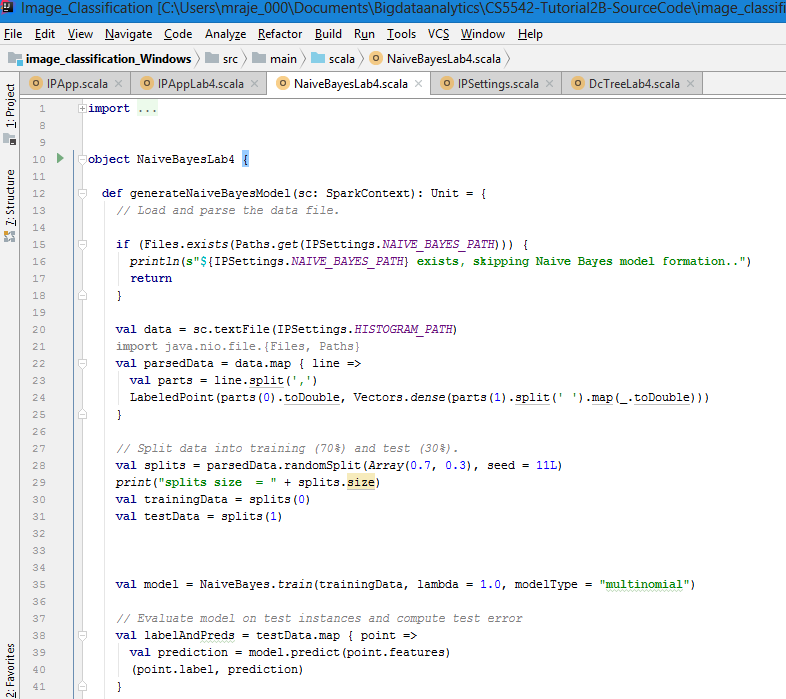 Image_Classification [C:\Users\mraje_000\Documents\Bigdataanalytics\CS5542-Tutorial2B-SourceCode\image_classifi
File Edit View Navigate Code Analyze Refactor Build Run Tools VCS Window Help
image_classification_Windows src main scala NaiveBayesLab4.scala
IPApp.scala IPAppLab4.scala NaiveBayesLab4.scala IPSettings.scala DcTreeLab4.scala
1: Project
7: Structure
2: Favorites
1 import ...
8
9
10 object NaiveBayesLab4 {
11
12 def generateNaiveBayesModel(sc: SparkContext): Unit = {
13 // Load and parse the data file.
14
15 if (Files.exists(Paths.get(IPSettings.NAIVE_BAYES_PATH))) {
16 println(s"${IPSettings.NAIVE_BAYES_PATH} exists, skipping Naive Bayes model formation..")
17 return
18 }
19
20 val data = sc.textFile(IPSettings.HISTOGRAM_PATH)
21 import java.nio.file.{Files, Paths}
22 val parsedData = data.map { line =>
23 val parts = line.split(',')
24 LabeledPoint(parts(0).toDouble, Vectors.dense(parts(1).split(' ').map(_.toDouble)))
25 }
26
27 // Split data into training (70%) and test (30%).
28 val splits = parsedData.randomSplit(Array(0.7, 0.3), seed = 11L)
29 print("splits size  = " + splits.size)
30 val trainingData = splits(0)
31 val testData = splits(1)
32
33
34
35 val model = NaiveBayes.train(trainingData, lambda = 1.0, modelType = "multinomial")
36
37 // Evaluate model on test instances and compute test error
38 val labelAndPreds = testData.map { point =>
39 val prediction = model.predict(point.features)
40 (point.label, prediction)
41 }